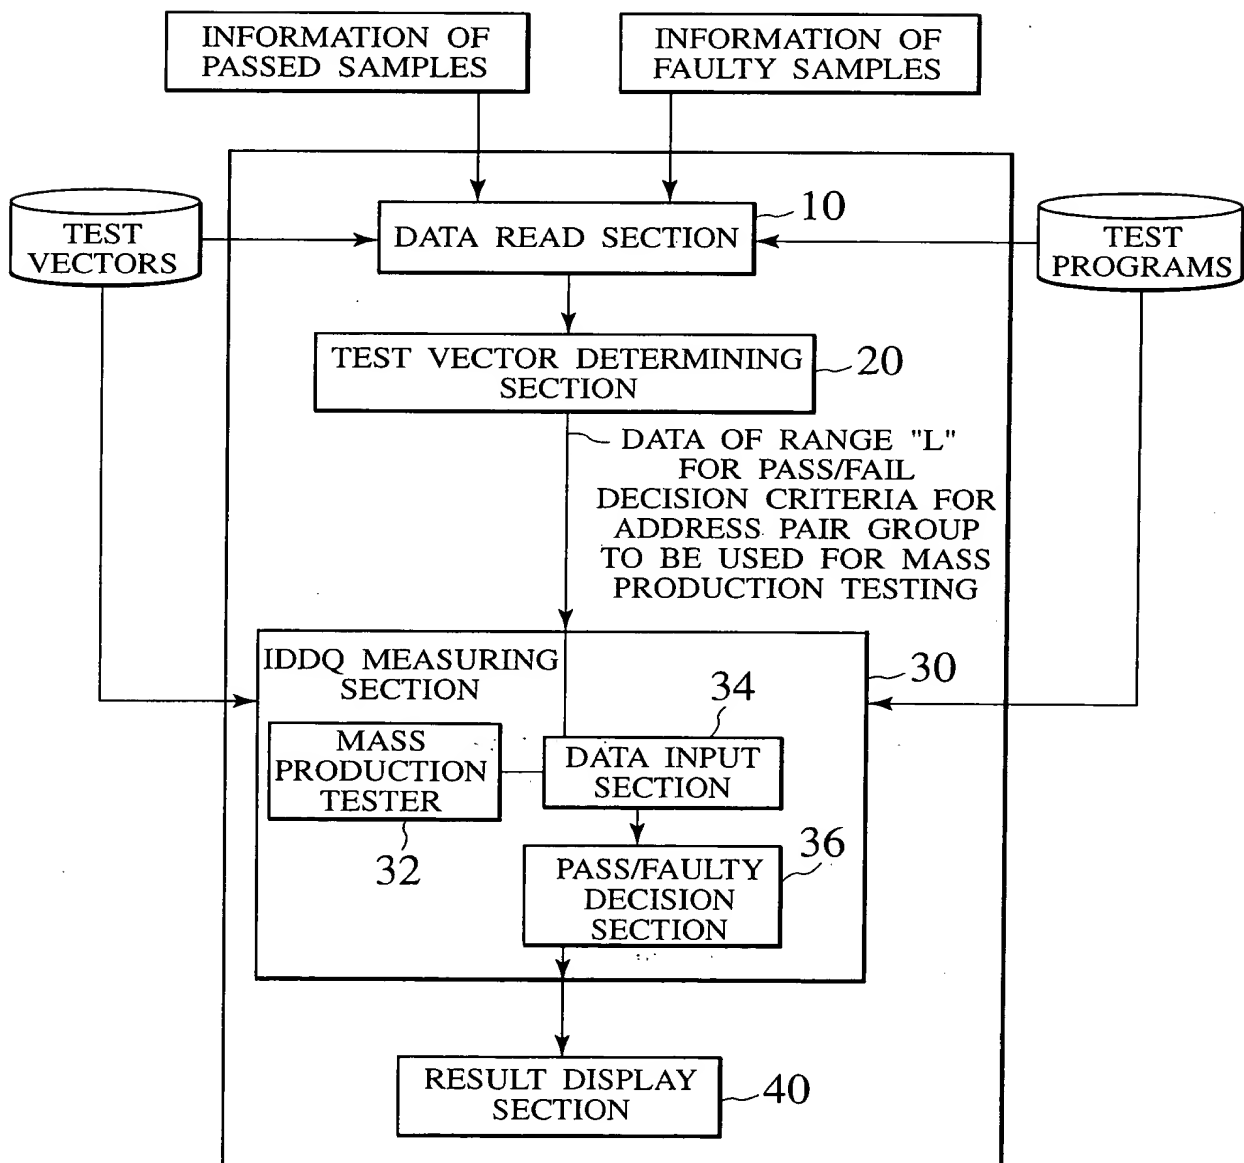 INFORMATION OF
PASSED SAMPLES
INFORMATION OF
FAULTY SAMPLES
TEST
VECTORS
DATA READ SECTION
10
TEST
PROGRAMS
TEST VECTOR DETERMINING
SECTION
20
DATA OF RANGE "L"
FOR PASS/FAIL
DECISION CRITERIA FOR
ADDRESS PAIR GROUP
TO BE USED FOR MASS
PRODUCTION TESTING
IDDQ MEASURING
SECTION
30
34
MASS
PRODUCTION
TESTER
32
DATA INPUT
SECTION
36
PASS/FAULTY
DECISION
SECTION
RESULT DISPLAY
SECTION
40